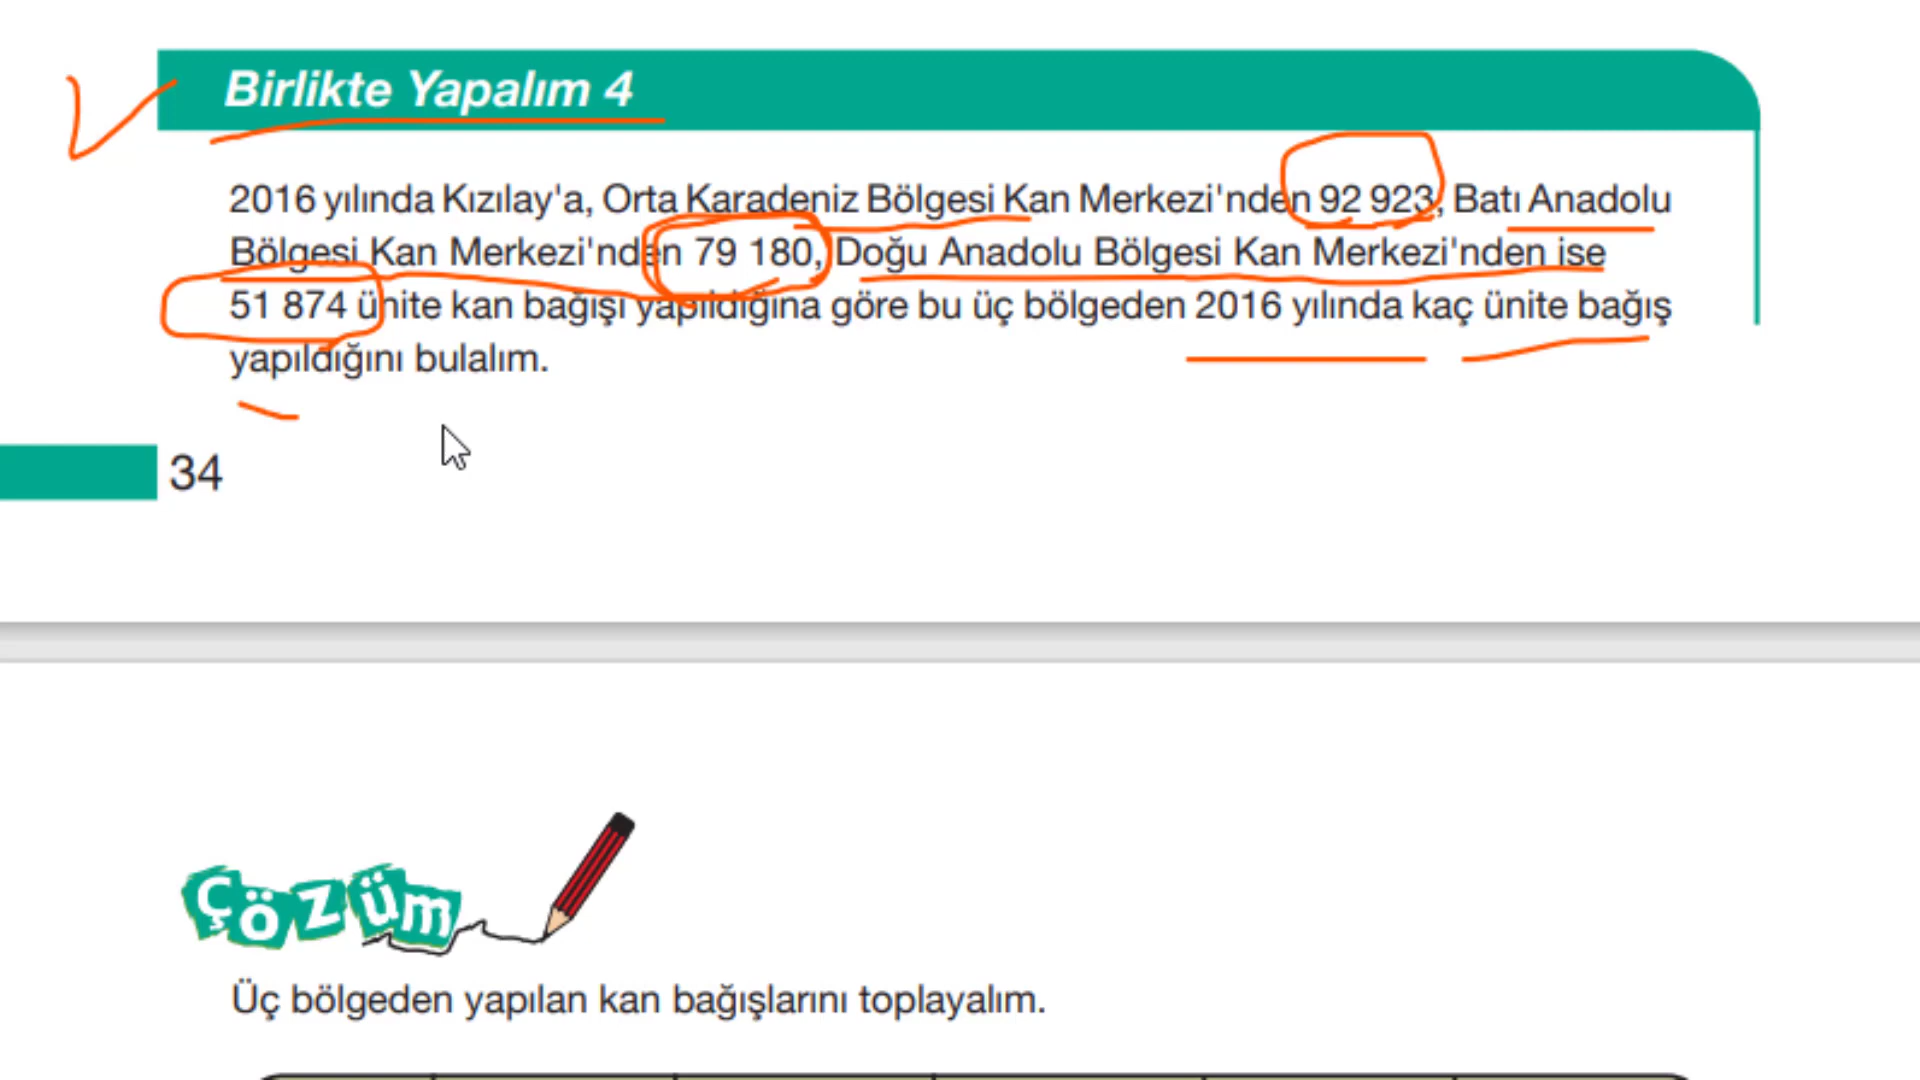 Birlikte Yapalım 4
2016 yılında Kızılay'a, Orta Karadeniz Bölgesi Kan Merkezi'nden 92 923, Batı Anadolu
Bölgesi Kan Merkezi'nden 79 180, Doğu Anadolu Bölgesi Kan Merkezi'nden ise
51 874 ünite kan bağışı yapıldığına göre bu üç bölgeden 2016 yılında kaç ünite bağış
yapıldığını bulalım.
34
Çözüm
Üç bölgeden yapılan kan bağışlarını toplayalım.